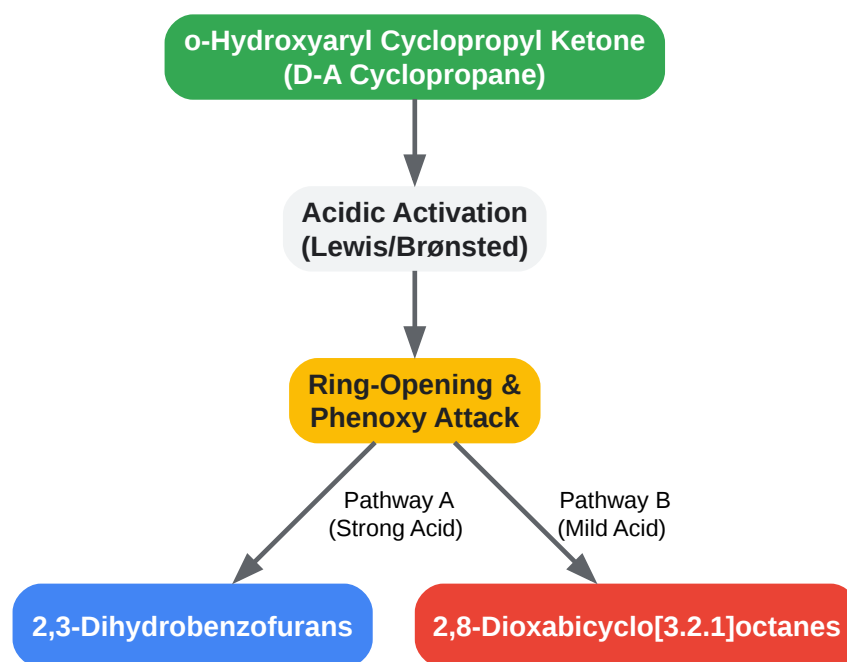 o-Hydroxyaryl Cyclopropyl Ketone
(D-A Cyclopropane)
Acidic Activation
(Lewis/Brønsted)
Ring-Opening &
Phenoxy Attack
Pathway A
(Strong Acid)
Pathway B
(Mild Acid)
2,3-Dihydrobenzofurans
2,8-Dioxabicyclo[3.2.1]octanes